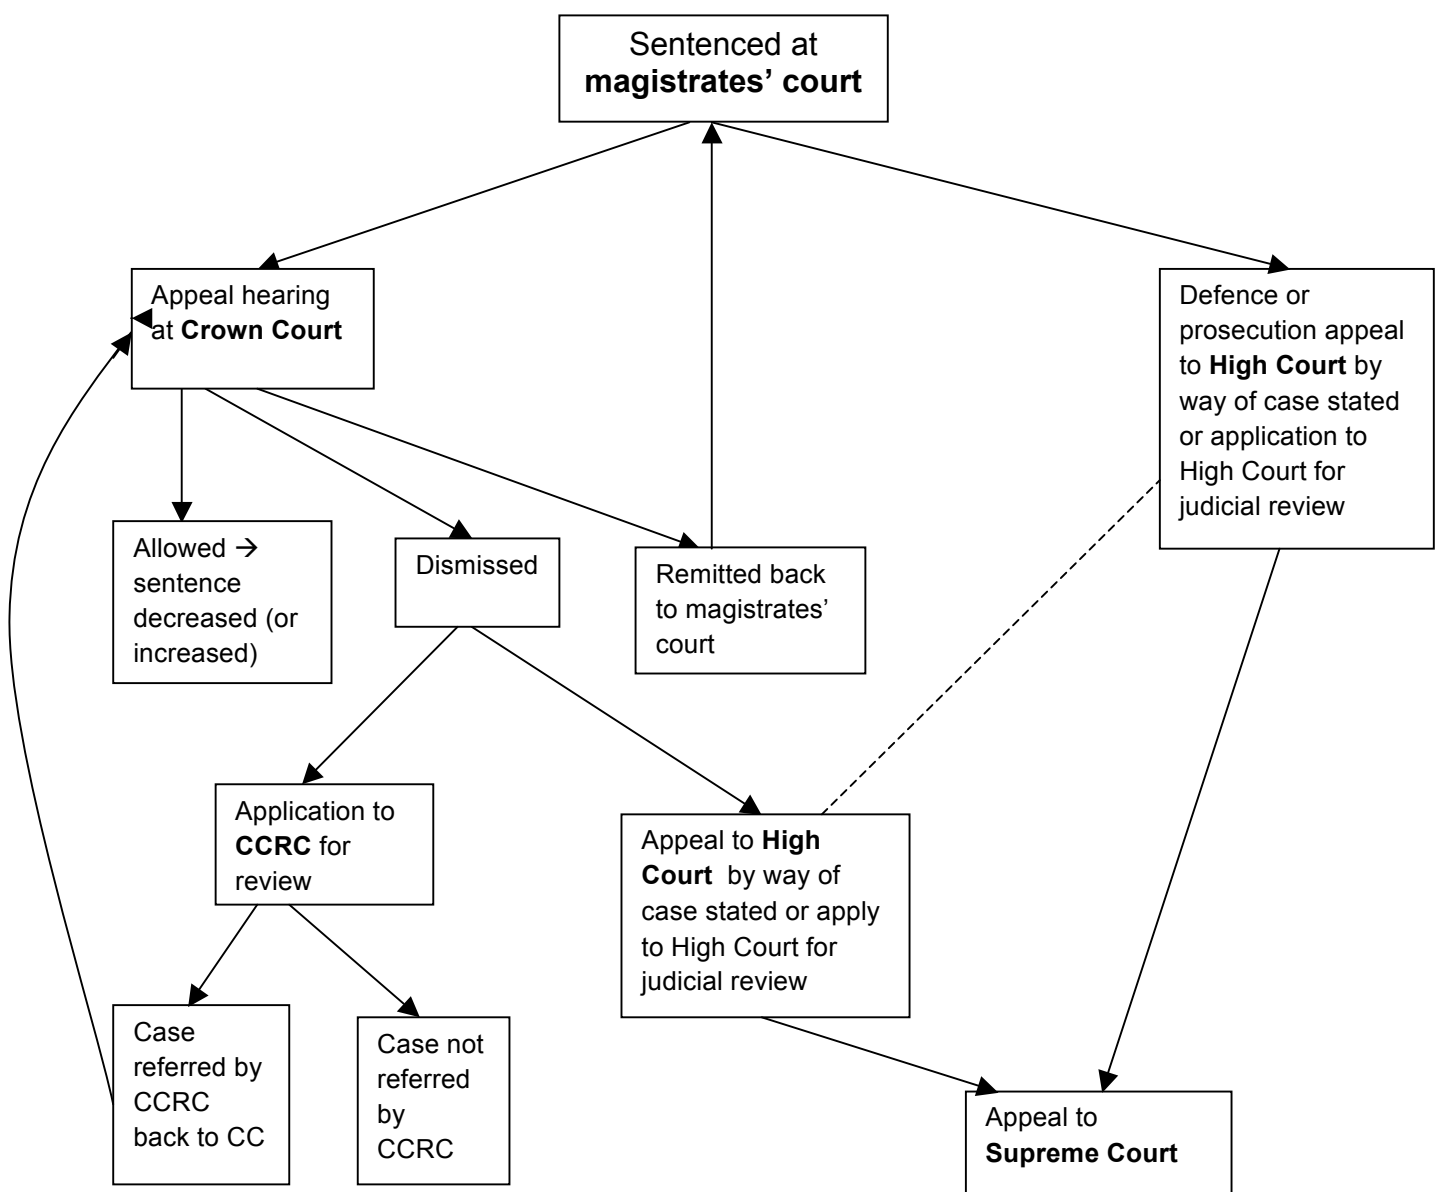 Sentenced at
magistrates’ court
Appeal hearing
at Crown Court
Defence or
prosecution appeal
to High Court by
way of case stated
or application to
High Court for
judicial review
Allowed →
sentence
decreased (or
increased)
Dismissed
Remitted back
to magistrates’
court
Application to
CCRC for
review
Appeal to High
Court by way of
case stated or apply
to High Court for
judicial review
Case
referred by
CCRC
back to CC
Case not
referred
by
CCRC
Appeal to
Supreme Court